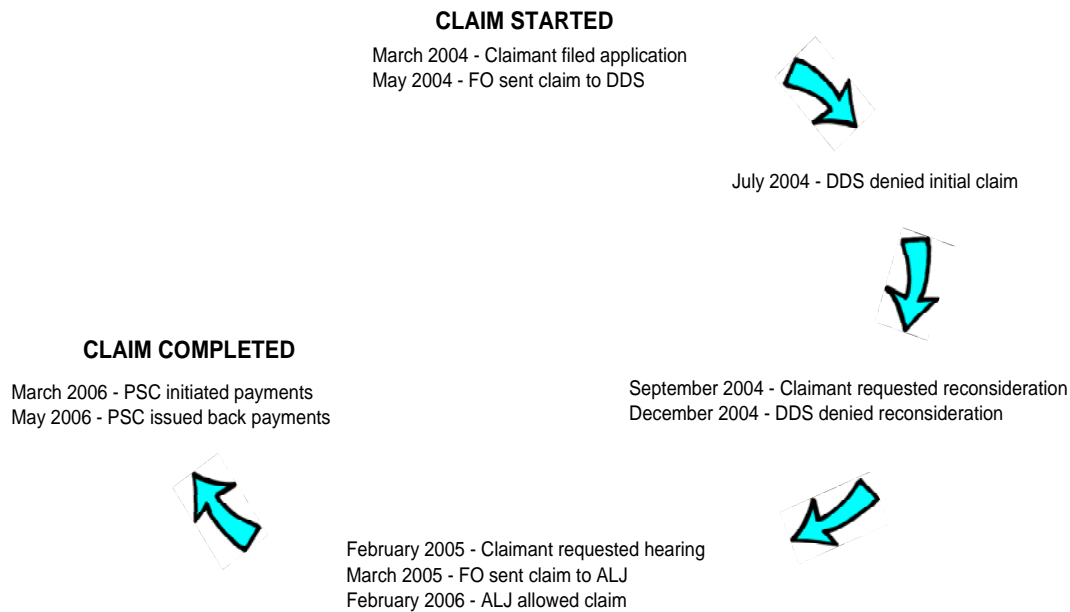 CLAIM STARTED
March 2004 - Claimant filed application
May 2004 - FO sent claim to DDS
July 2004 - DDS denied initial claim
September 2004 - Claimant requested reconsideration
December 2004 - DDS denied reconsideration
February 2005 - Claimant requested hearing
March 2005 - FO sent claim to ALJ
February 2006 - ALJ allowed claim
CLAIM COMPLETED
March 2006 - PSC initiated payments
May 2006 - PSC issued back payments